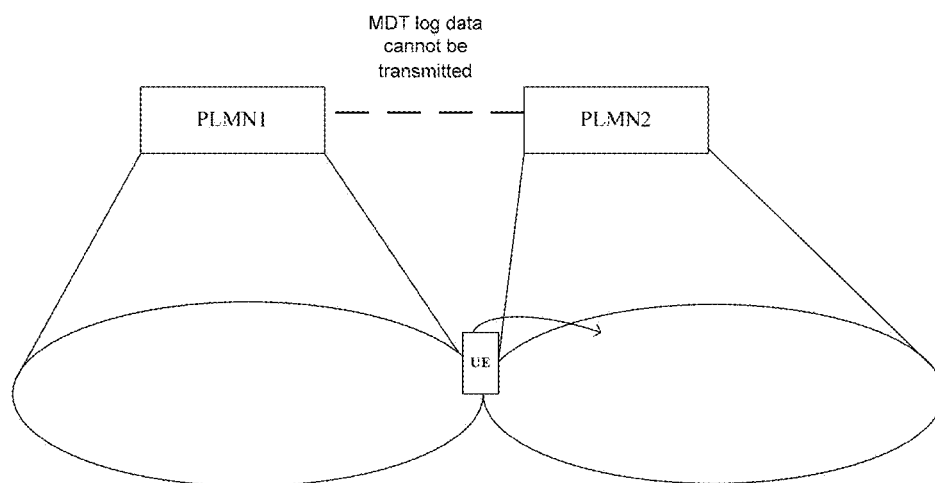 MDT log data
cannot be
transmitted
PLMN1
PLMN2
UE